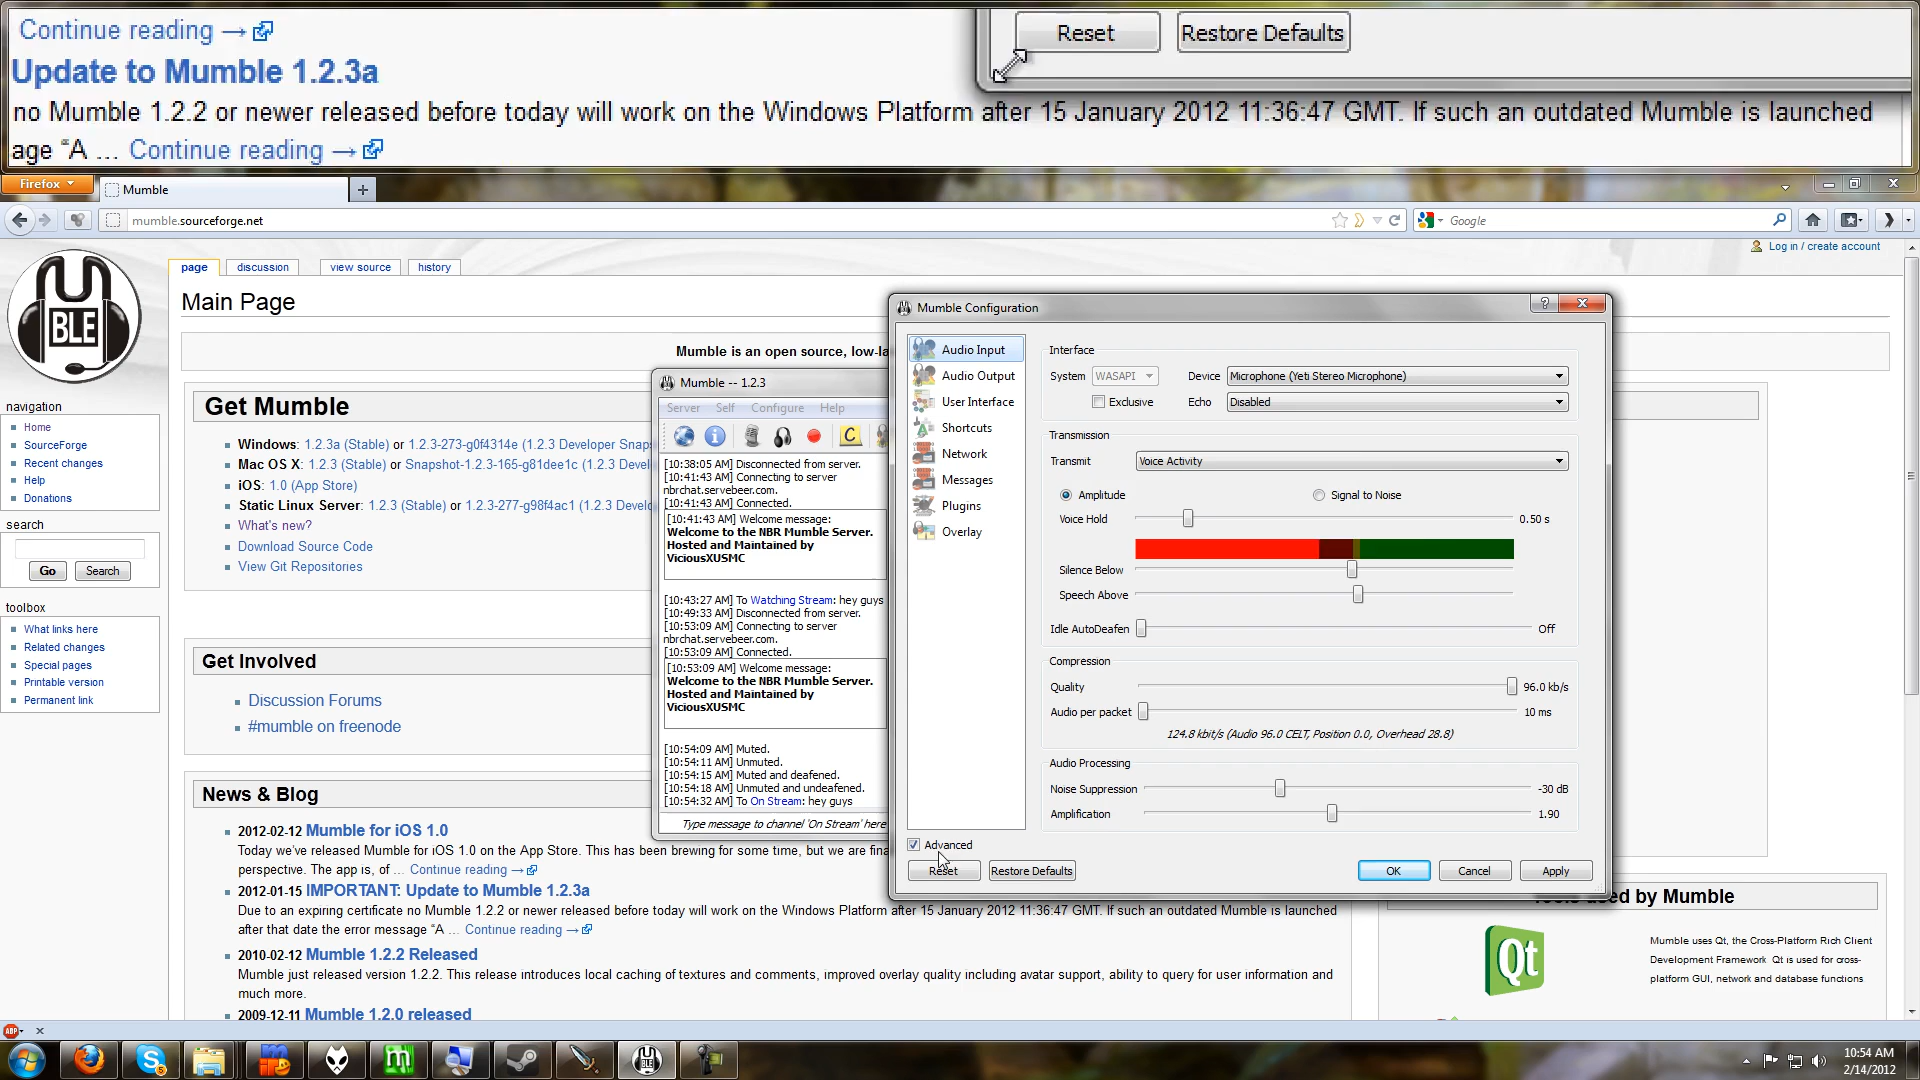 Continue reading →
Update to Mumble 1.2.3a
no Mumble 1.2.2 or newer released before today will work on the Windows Platform after 15 January 2012 11:36:47 GMT. If such an outdated Mumble is launched
age “A ... Continue reading →
Reset
Restore Defaults
Firefox
Mumble
mumble.sourceforge.net
Google
Log in / create account
page
discussion
view source
history
Main Page
BLE
Mumble is an open source, low-la
navigation
Home
SourceForge
Recent changes
Help
Donations
search
Go
Search
toolbox
What links here
Related changes
Special pages
Printable version
Permanent link
Get Mumble
Windows: 1.2.3a (Stable) or 1.2.3-273-g0f4314e (1.2.3 Developer Snaps
Mac OS X: 1.2.3 (Stable) or Snapshot-1.2.3-165-g81dee1c (1.2.3 Devel
iOS: 1.0 (App Store)
Static Linux Server: 1.2.3 (Stable) or 1.2.3-277-g98f4ac1 (1.2.3 Develo
What's new?
Download Source Code
View Git Repositories
Get Involved
Discussion Forums
#mumble on freenode
News & Blog
2012-02-12 Mumble for iOS 1.0
Today we've released Mumble for iOS 1.0 on the App Store. This has been brewing for some time, but we are fina
perspective. The app is, of ... Continue reading →
2012-01-15 IMPORTANT: Update to Mumble 1.2.3a
Due to an expiring certificate no Mumble 1.2.2 or newer released before today will work on the Windows Platform after 15 January 2012 11:36:47 GMT. If such an outdated Mumble is launched
after that date the error message “A ... Continue reading →
2010-02-12 Mumble 1.2.2 Released
Mumble just released version 1.2.2. This release introduces local caching of textures and comments, improved overlay quality including avatar support, ability to query for user information and
much more.
2009-12-11 Mumble 1.2.0 released
Mumble -- 1.2.3
Server Self Configure Help
[10:38:05 AM] Disconnected from server.
[10:41:43 AM] Connecting to server
nbrchat.servebeer.com.
[10:41:43 AM] Connected.
[10:41:43 AM] Welcome message:
Welcome to the NBR Mumble Server.
Hosted and Maintained by
ViciousXUSMC
[10:43:27 AM] To Watching Stream: hey guys
[10:49:33 AM] Disconnected from server.
[10:53:09 AM] Connecting to server
nbrchat.servebeer.com.
[10:53:09 AM] Connected.
[10:53:09 AM] Welcome message:
Welcome to the NBR Mumble Server.
Hosted and Maintained by
ViciousXUSMC
[10:54:09 AM] Muted.
[10:54:11 AM] Unmuted.
[10:54:15 AM] Muted and deafened.
[10:54:18 AM] Unmuted and undeafened.
[10:54:32 AM] To On Stream: hey guys
Type message to channel 'On Stream' here
Mumble Configuration
Audio Input
Audio Output
User Interface
Shortcuts
Network
Messages
Plugins
Overlay
Interface
System WASAPI
Device Microphone (Yeti Stereo Microphone)
Exclusive
Echo Disabled
Transmission
Transmit Voice Activity
Amplitude
Signal to Noise
Voice Hold 0.50 s
Silence Below
Speech Above
Idle AutoDeafen Off
Compression
Quality 96.0 kb/s
Audio per packet 10 ms
124.8 kbit/s (Audio 96.0 CELT, Position 0.0, Overhead 28.8)
Audio Processing
Noise Suppression -30 dB
Amplification 1.90
Advanced
Reset
Restore Defaults
OK
Cancel
Apply
ed by Mumble
Qt
Mumble uses Qt, the Cross-Platform Rich Client
Development Framework Qt is used for cross-
platform GUI, network and database functions
ABP
10:54 AM
2/14/2012